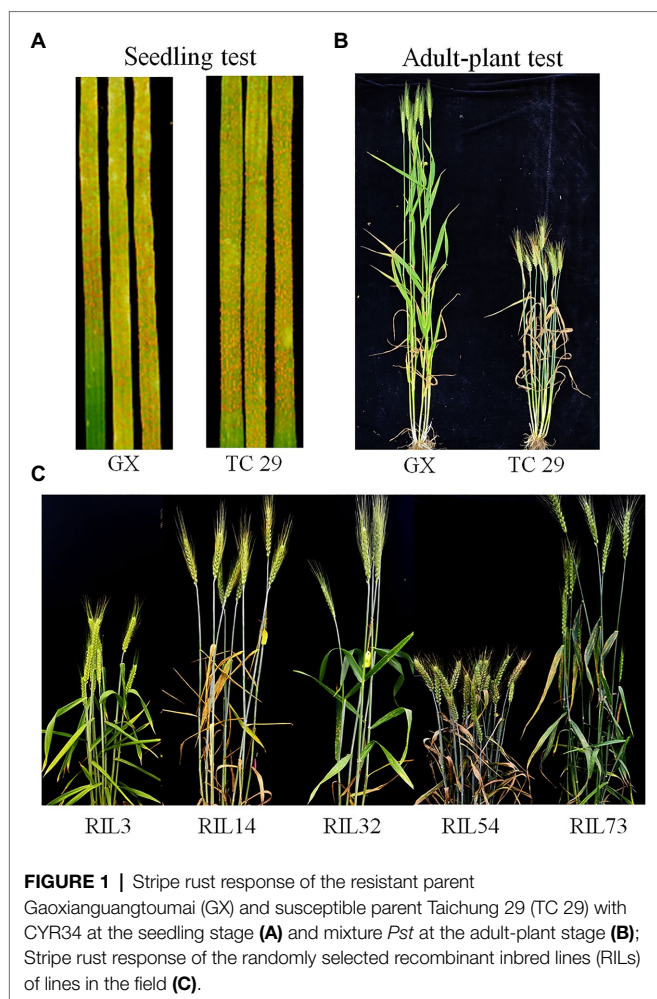 A
B
Seedling test
Adult-plant test
GX
TC 29
GX
TC 29
C
RIL3
RIL14
RIL32
RIL54
RIL73
FIGURE 1 | Stripe rust response of the resistant parent
Gaoxianguangtoumai (GX) and susceptible parent Taichung 29 (TC 29) with
CYR34 at the seedling stage (A) and mixture Pst at the adult-plant stage (B);
Stripe rust response of the randomly selected recombinant inbred lines (RILs)
of lines in the field (C).